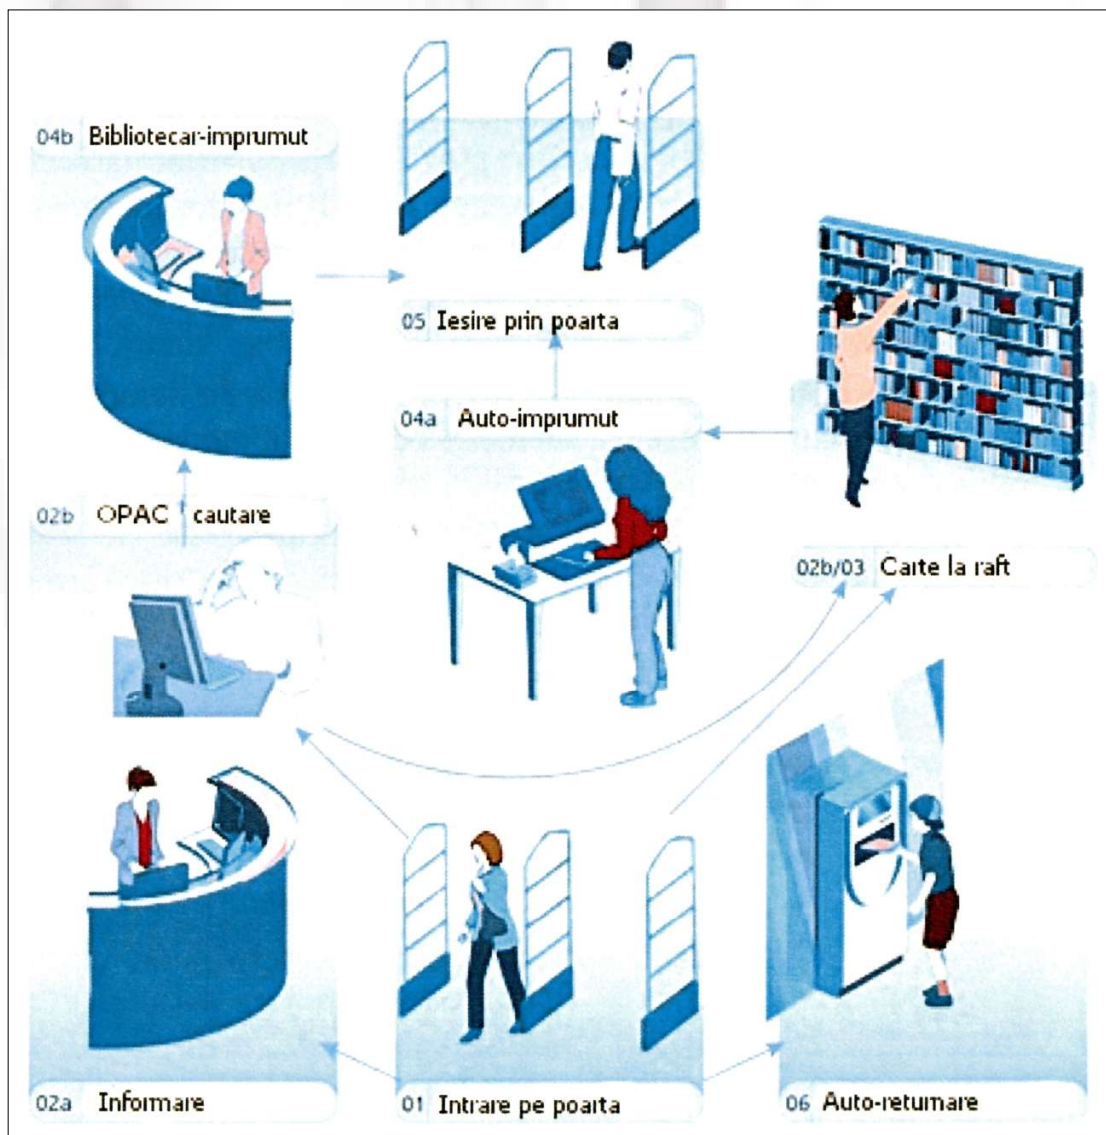 04b Bibliotecar-imprumut
05 Iesire prin poarta
04a Auto-imprumut
02b OPAC cautare
02b/03 Carte la raft
02a Informare
01 Intrare pe poarta
06 Auto-returnare